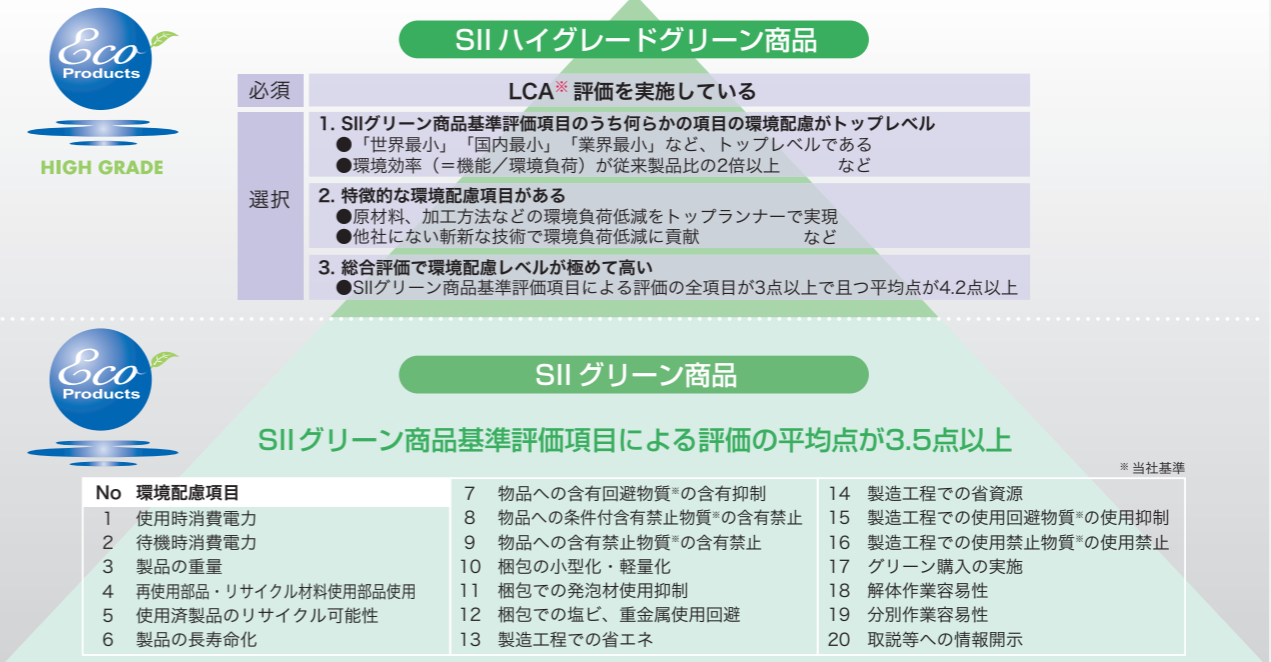 Eco
Products
HIGH GRADE
SII ハイグレードグリーン商品
必須
LCA※評価を実施している
選択
1. SIIグリーン商品基準評価項目のうち何らかの項目の環境配慮がトップレベル
●「世界最小」「国内最小」「業界最小」など、トップレベルである
●環境効率（＝機能／環境負荷）が従来製品比の2倍以上 など
2. 特徴的な環境配慮項目がある
●原材料、加工方法などの環境負荷低減をトップランナーで実現
●他社にない斬新な技術で環境負荷低減に貢献 など
3. 総合評価で環境配慮レベルが極めて高い
●SIIグリーン商品基準評価項目による評価の全項目が3点以上で且つ平均点が4.2点以上
Eco
Products
SII グリーン商品
SIIグリーン商品基準評価項目による評価の平均点が3.5点以上
※ 当社基準
No 環境配慮項目
1 使用時消費電力
2 待機時消費電力
3 製品の重量
4 再使用部品・リサイクル材料使用部品使用
5 使用済製品のリサイクル可能性
6 製品の長寿命化
7 物品への含有回避物質※の含有抑制
8 物品への条件付含有禁止物質※の含有禁止
9 物品への含有禁止物質※の含有禁止
10 梱包の小型化・軽量化
11 梱包での発泡材使用抑制
12 梱包での塩ビ、重金属使用回避
13 製造工程での省エネ
14 製造工程での省資源
15 製造工程での使用回避物質※の使用抑制
16 製造工程での使用禁止物質※の使用禁止
17 グリーン購入の実施
18 解体作業容易性
19 分別作業容易性
20 取説等への情報開示